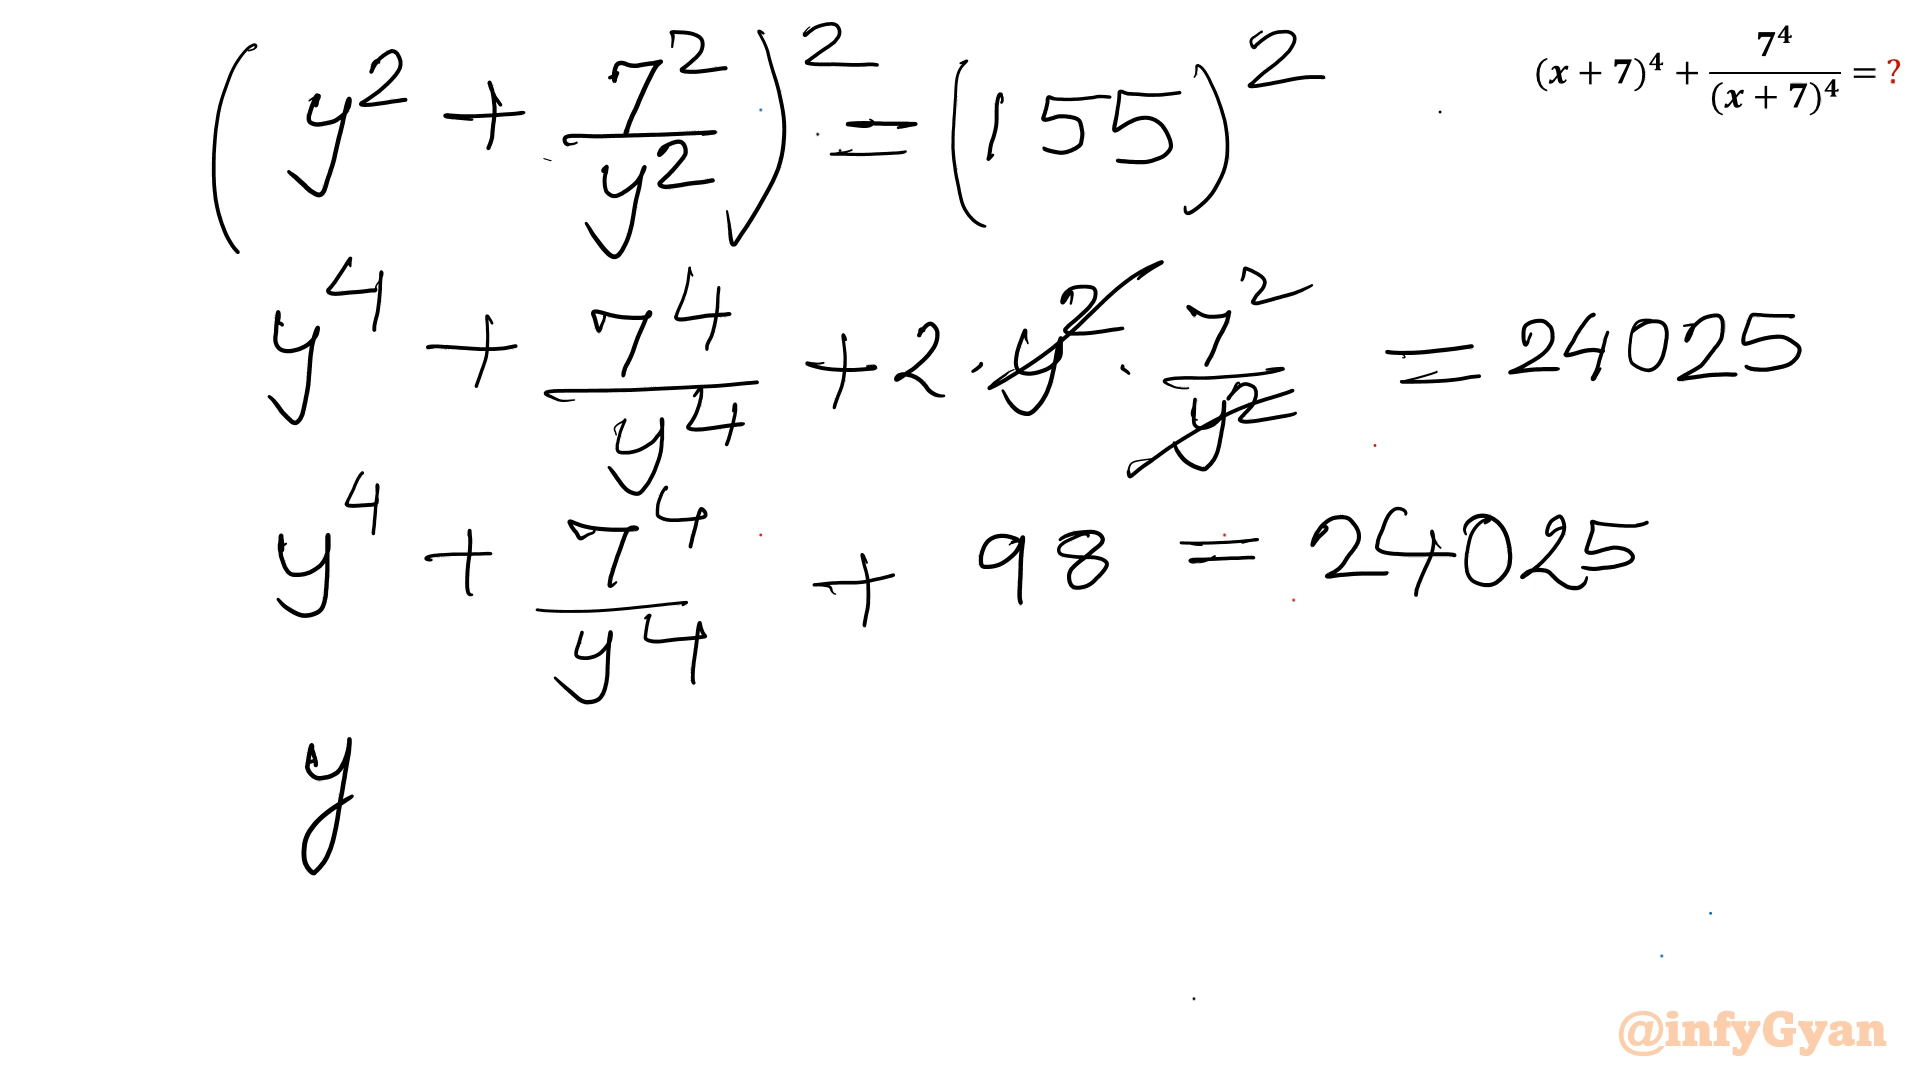 (y² + 7²/y²)² = (155)²
(x + 7)⁴ + 7⁴/(x + 7)⁴ = ?
y⁴ + 7⁴/y⁴ + 2 · y² · 7²/y² = 24025
y⁴ + 7⁴/y⁴ + 98 = 24025
y
@infyGyan